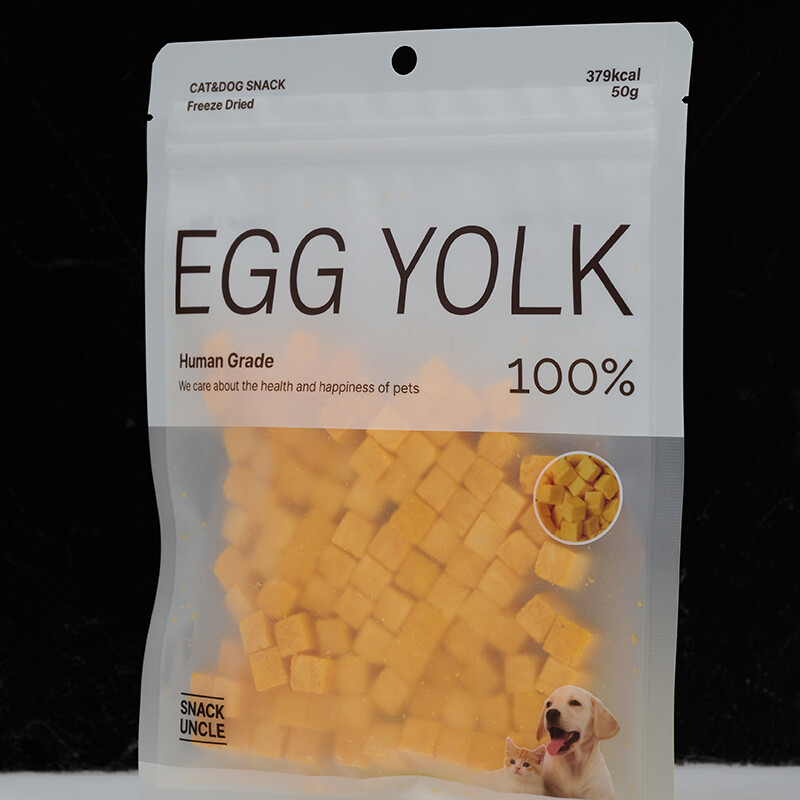 CAT&DOG SNACK
Freeze Dried
379kcal
50g
EGG YOLK
Human Grade
We care about the health and happiness of pets
100%
SNACK
UNCLE